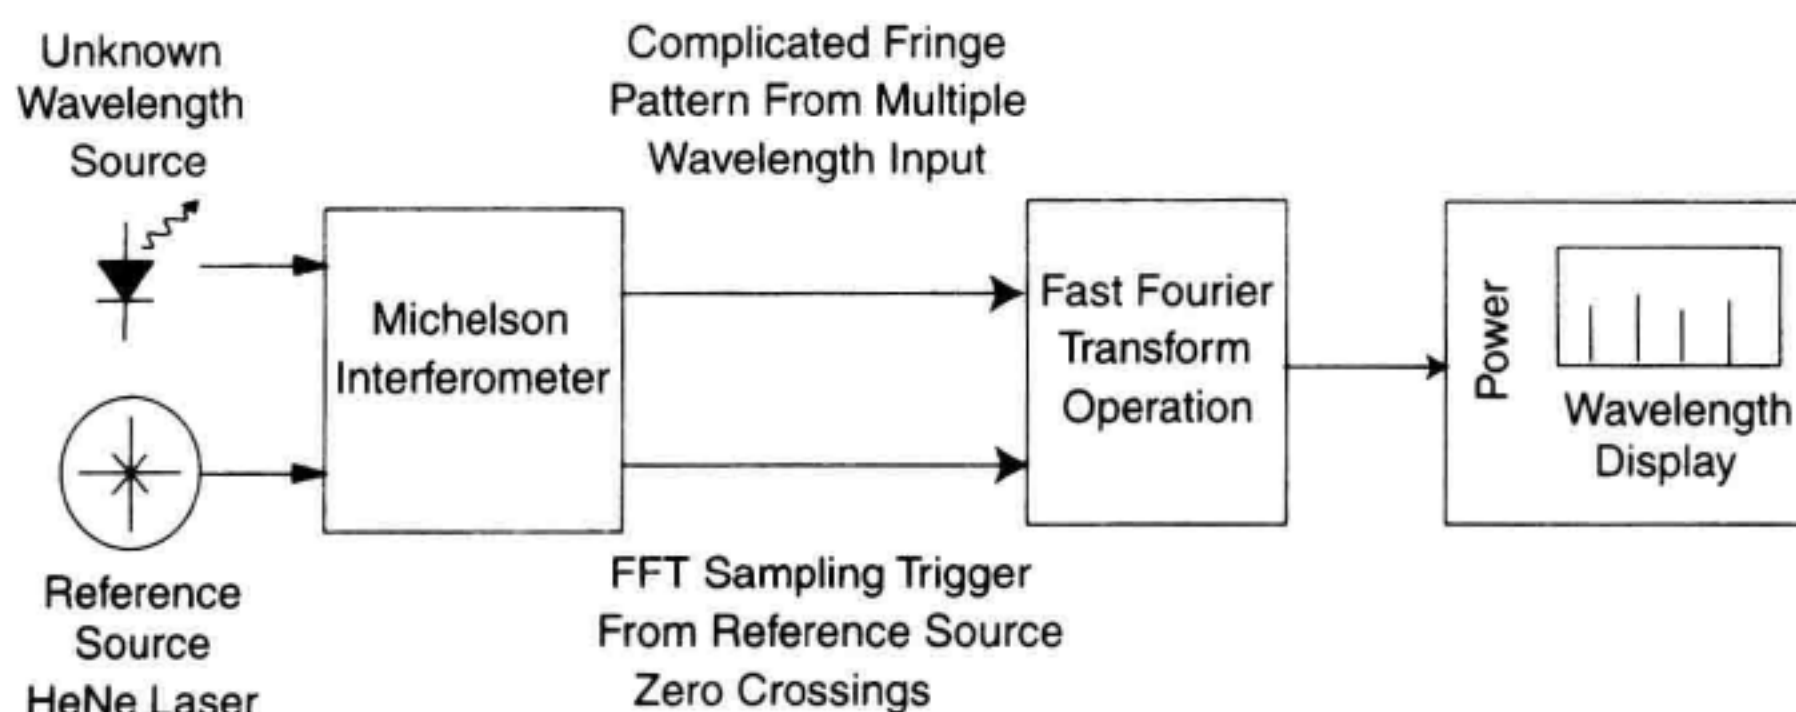 Unknown
Wavelength
Source
Complicated Fringe
Pattern From Multiple
Wavelength Input
Michelson
Interferometer
Fast Fourier
Transform
Operation
Power
Wavelength
Display
Reference
Source
HeNe Laser
FFT Sampling Trigger
From Reference Source
Zero Crossings